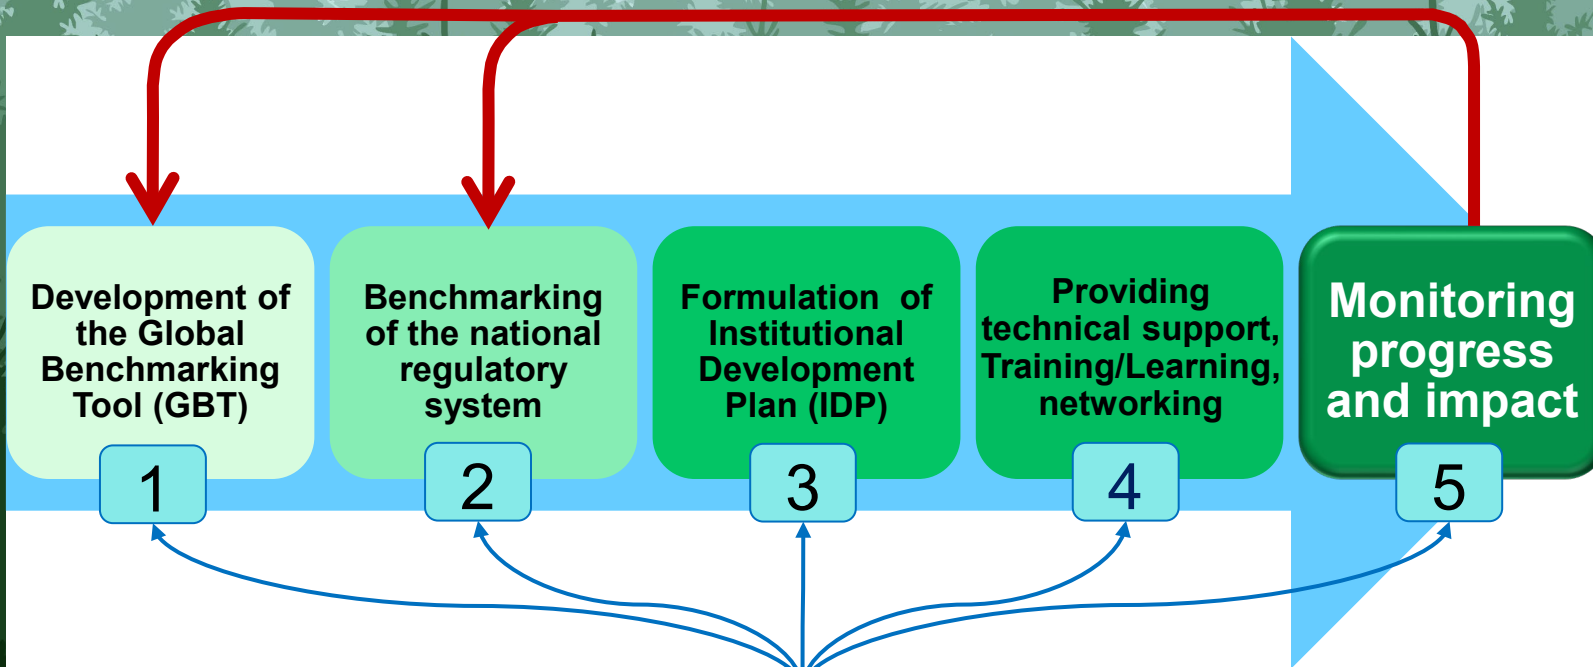 Development of
the Global
Benchmarking
Tool (GBT)
1
Benchmarking
of the national
regulatory
system
2
Formulation of
Institutional
Development
Plan (IDP)
3
Providing
technical support,
Training/Learning,
networking
4
Monitoring
progress
and impact
5